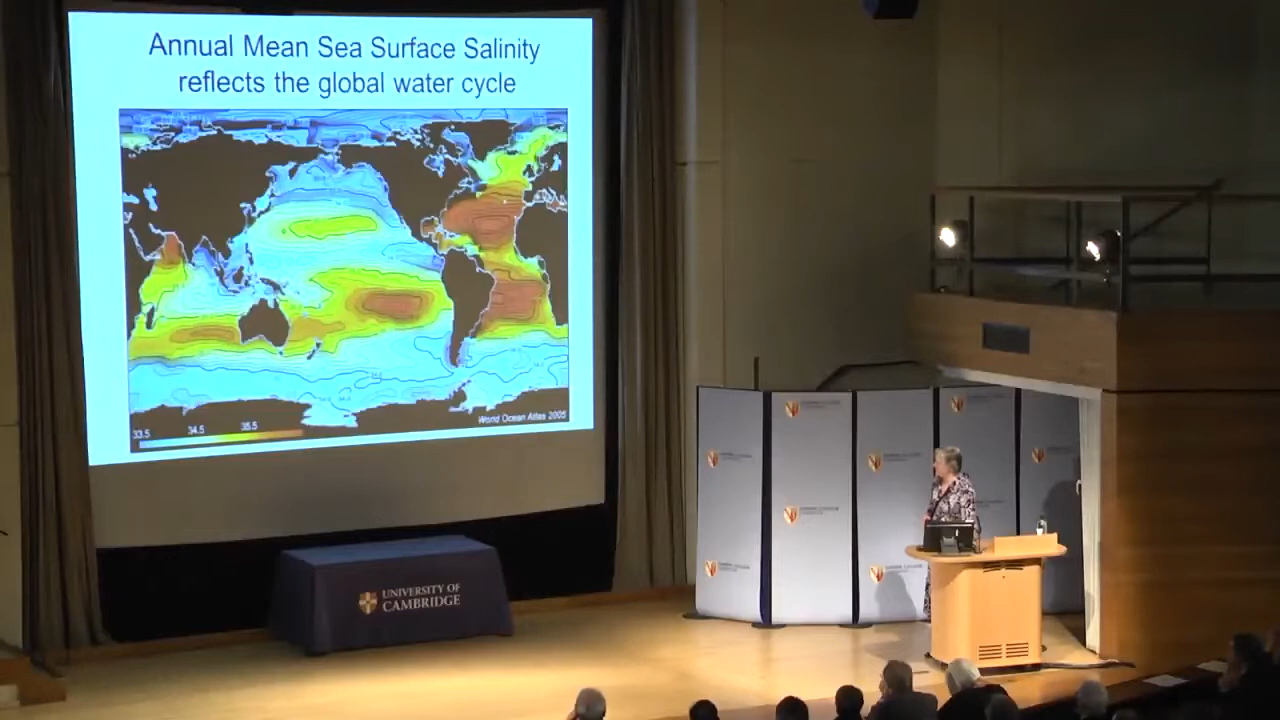 Annual Mean Sea Surface Salinity
reflects the global water cycle
World Ocean Atlas 2005
33.5 34.5 35.5
UNIVERSITY OF
CAMBRIDGE